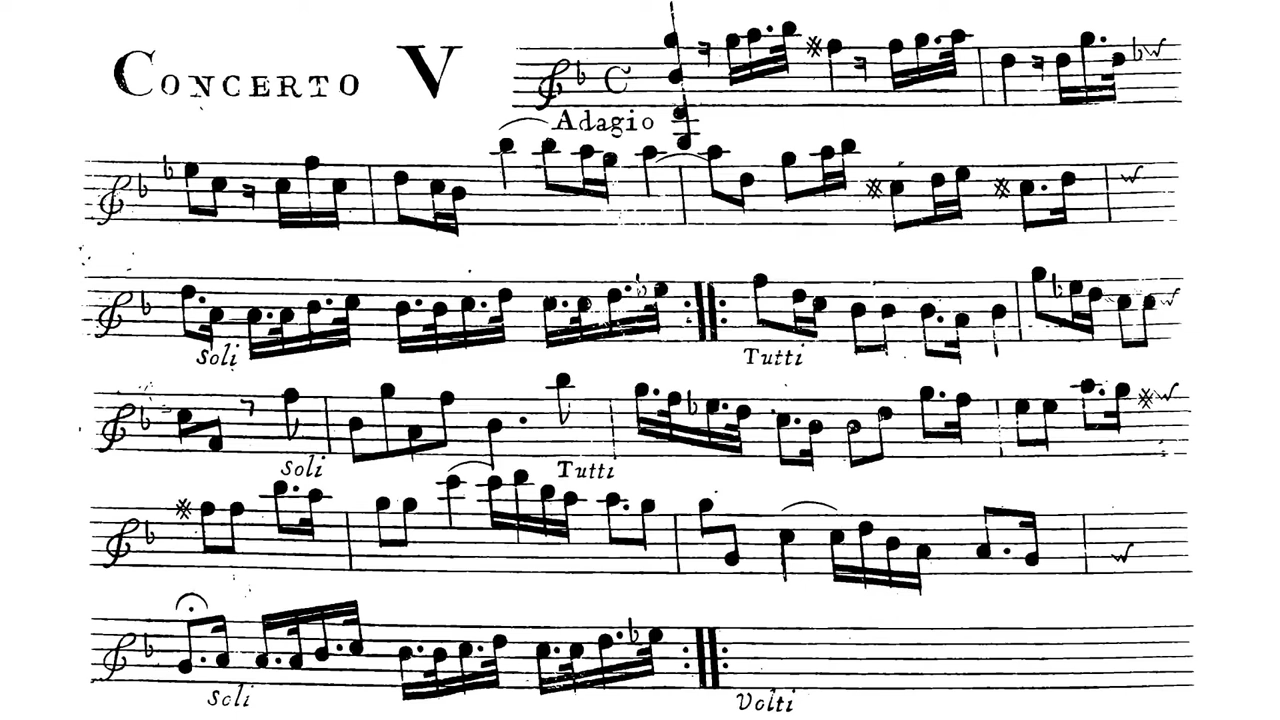 CONCERTO V
Adagio
Soli
Tutti
Soli
Tutti
Soli
Volti